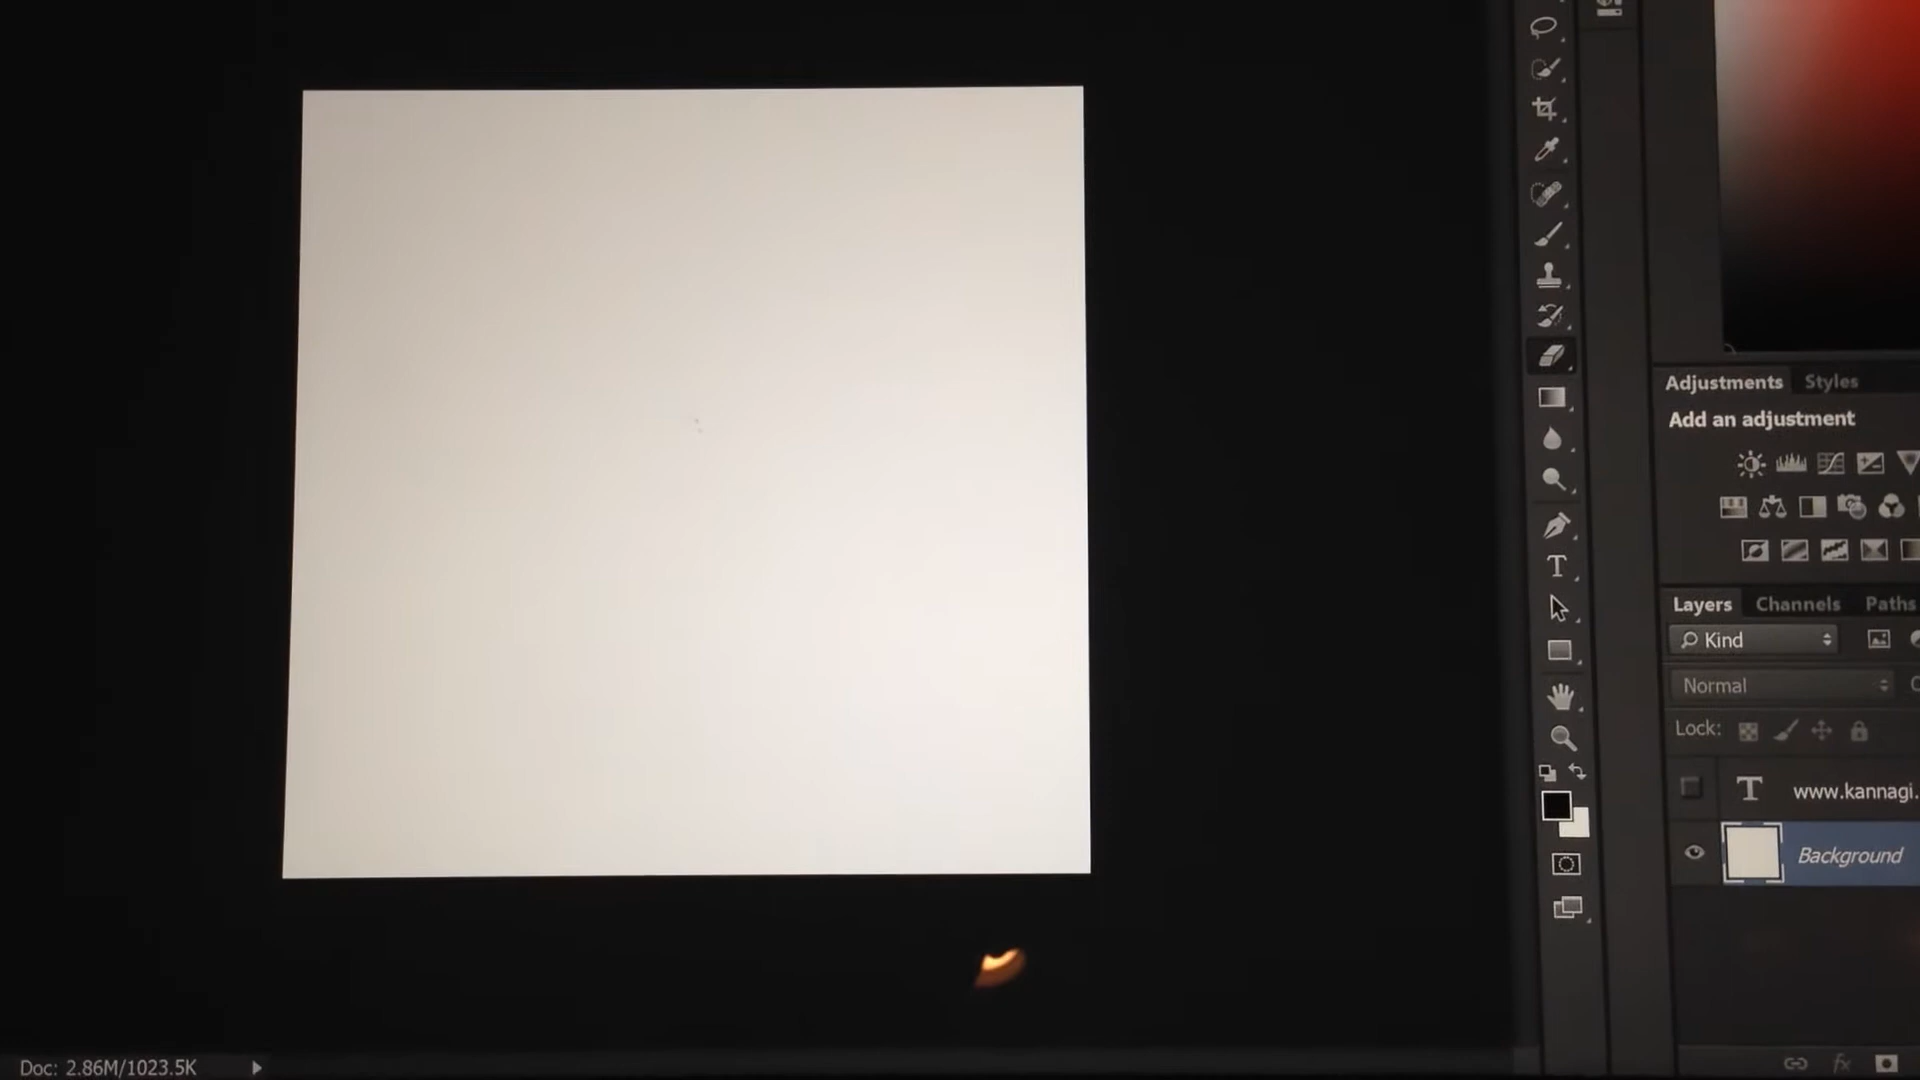 Adjustments Styles
Add an adjustment
Layers Channels Paths
Kind
Normal
Lock:
T www.kannagi.
Background
Doc: 2.86M/1023.5K